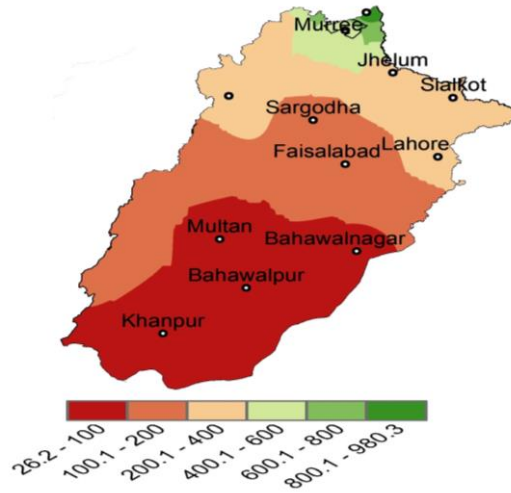 Murree
Jhelum
Sialkot
Sargodha
Faisalabad
Lahore
Multan
Bahawalnagar
Bahawalpur
Khanpur
26.2 - 100
100.1 - 200
200.1 - 400
400.1 - 600
600.1 - 800
800.1 - 980.3